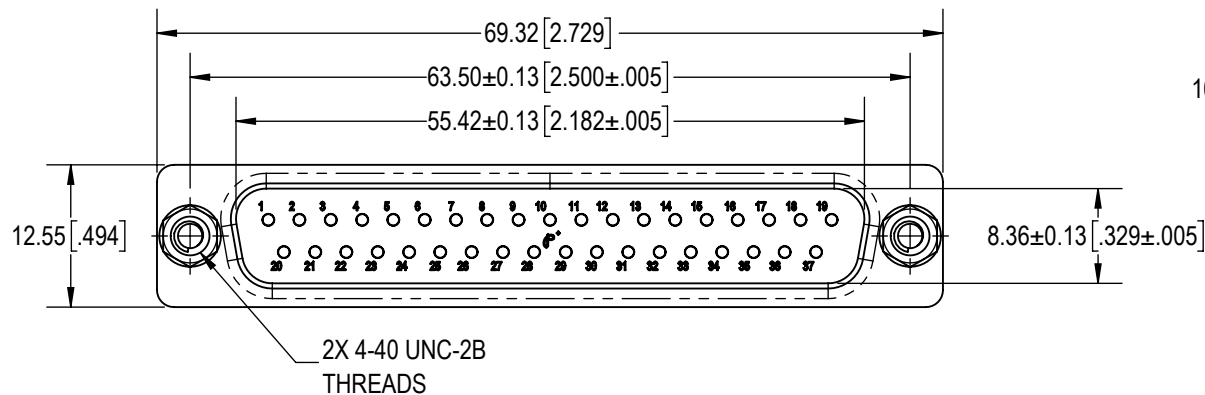 69.32[2.729]
63.50±0.13[2.500±.005]
55.42±0.13[2.182±.005]
10
12.55[.494]
1 2 3 4 5 6 7 8 9 10 11 12 13 14 15 16 17 18 19
8.36±0.13[.329±.005]
20 21 22 23 24 25 26 27 28 29 30 31 32 33 34 35 36 37
2X 4-40 UNC-2B
THREADS